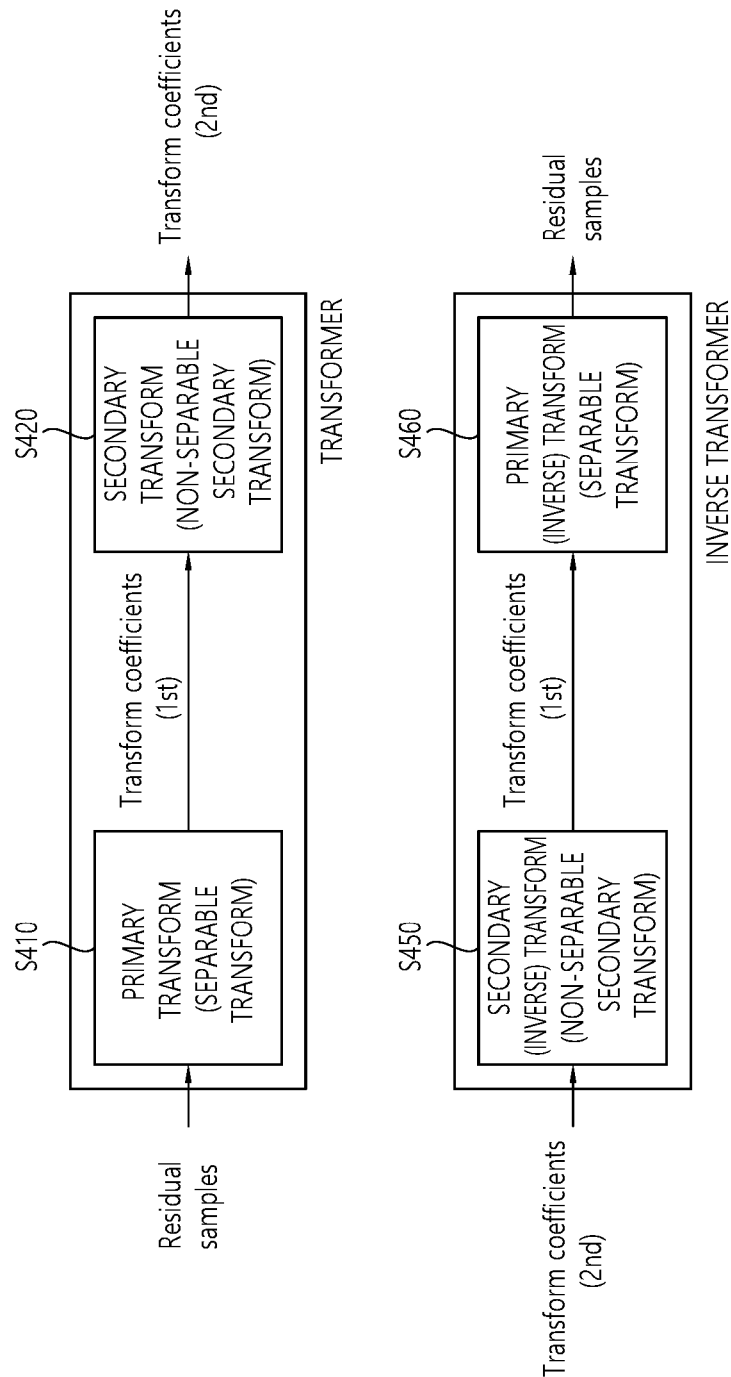 S410
S420
Residual
samples
PRIMARY
TRANSFORM
(SEPARABLE
TRANSFORM)
Transform coefficients
(1st)
SECONDARY
TRANSFORM
(NON-SEPARABLE
SECONDARY
TRANSFORM)
Transform coefficients
(2nd)
TRANSFORMER
S450
S460
Transform coefficients
(2nd)
SECONDARY
(INVERSE) TRANSFORM
(NON-SEPARABLE
SECONDARY
TRANSFORM)
Transform coefficients
(1st)
PRIMARY
(INVERSE) TRANSFORM
(SEPARABLE
TRANSFORM)
Residual
samples
INVERSE TRANSFORMER